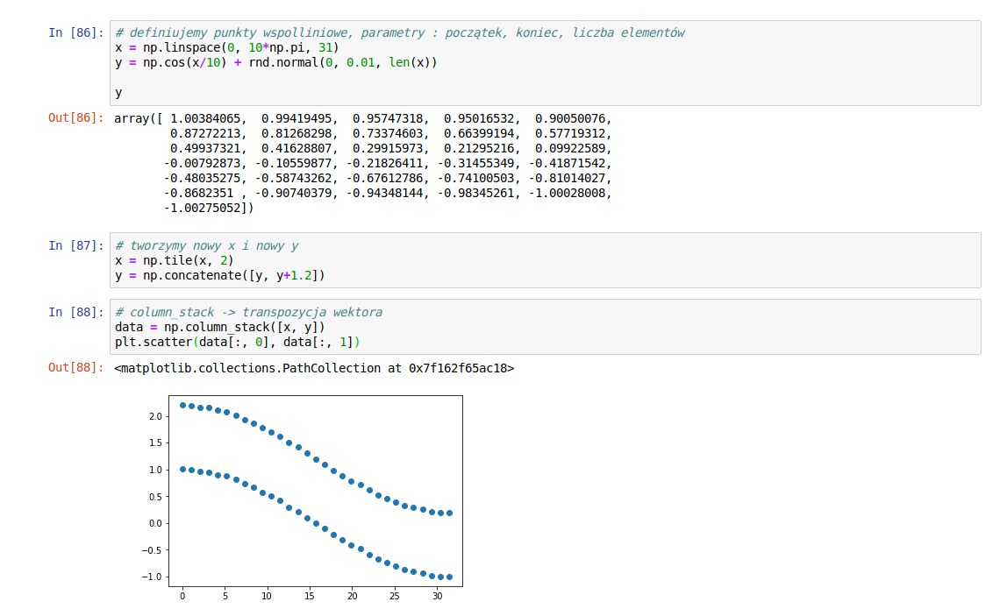 In [86]: # definiujemy punkty wspolliniowe, parametry : początek, koniec, liczba elementów
x = np.linspace(0, 10*np.pi, 31)
y = np.cos(x/10) + rnd.normal(0, 0.01, len(x))
y
Out[86]: array([ 1.00384065,  0.99419495,  0.95747318,  0.95016532,  0.90050076,
0.87272213,  0.81268298,  0.73374603,  0.66399194,  0.57719312,
0.49937321,  0.41628807,  0.29915973,  0.21295216,  0.09922589,
-0.00792873, -0.10559877, -0.21826411, -0.31455349, -0.41871542,
-0.48035275, -0.58743262, -0.67612786, -0.74100503, -0.81014027,
-0.8682351 , -0.90740379, -0.94348144, -0.98345261, -1.00028008,
-1.00275052])
In [87]: # tworzymy nowy x i nowy y
x = np.tile(x, 2)
y = np.concatenate([y, y+1.2])
In [88]: # column_stack -> transpozycja wektora
data = np.column_stack([x, y])
plt.scatter(data[:, 0], data[:, 1])
Out[88]: <matplotlib.collections.PathCollection at 0x7f162f65ac18>
2.0
1.5
1.0
0.5
0.0
−0.5
−1.0
0 5 10 15 20 25 30